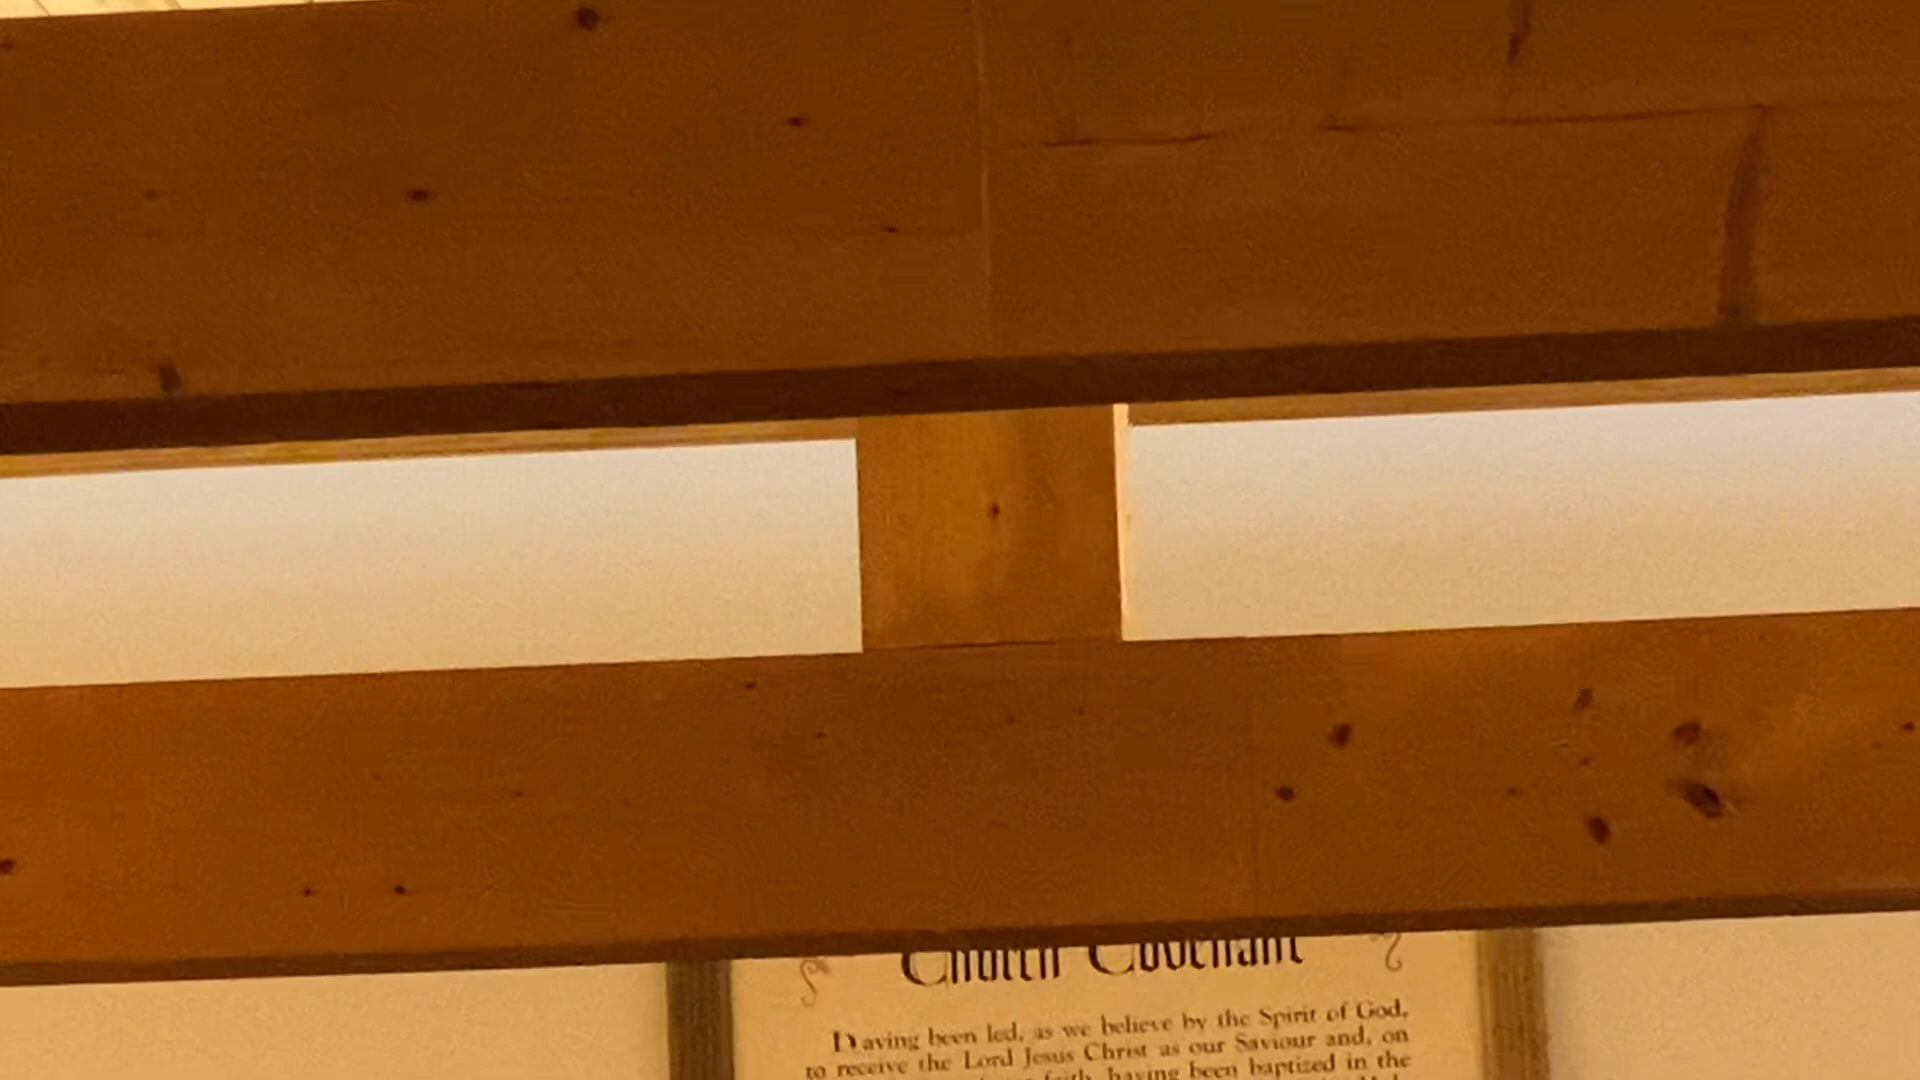 Church Covenant
Having been led, as we believe by the Spirit of God,
to receive the Lord Jesus Christ as our Saviour and, on
faith, having been baptized in the